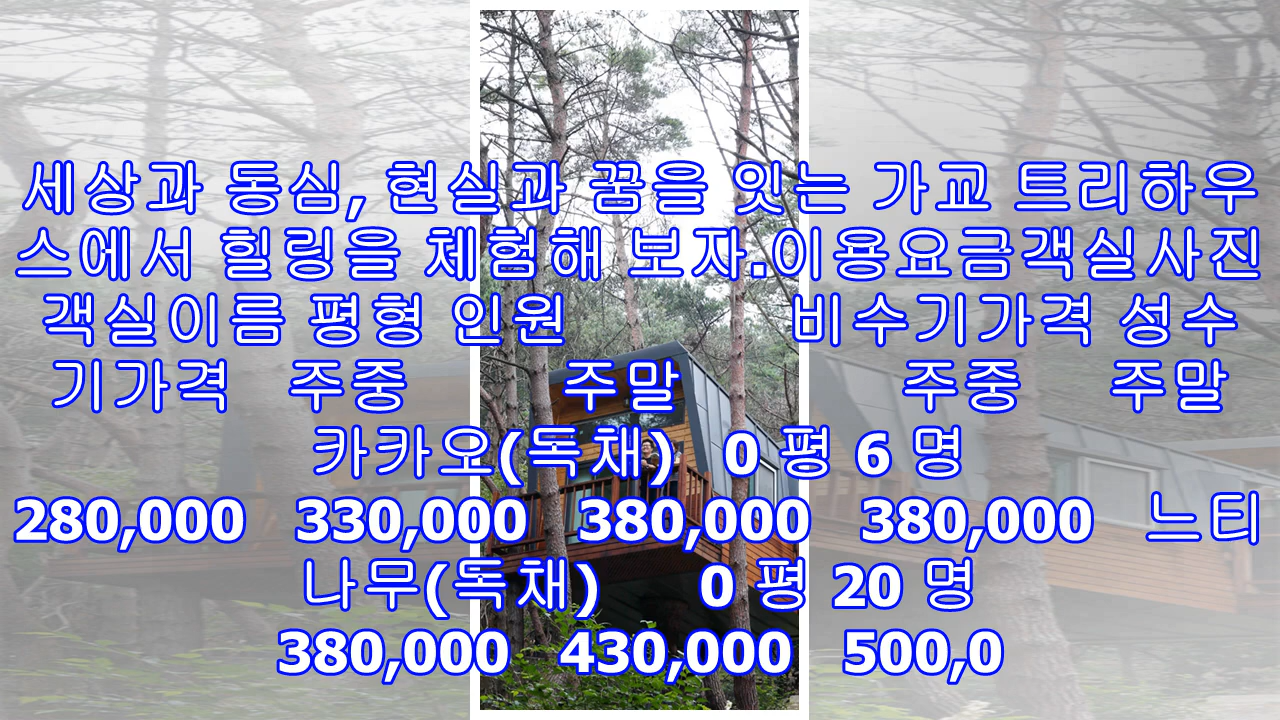 세상과 동심, 현실과 꿈을 잇는 가교 트리하우
스에서 힐링을 체험해 보자.이용요금객실사진
객실이름 평형 인원 비수기가격 성수
기가격 주중 주말 주중 주말
카카오(독채) 0 평 6 명
280,000 330,000 380,000 380,000 느티
나무(독채) 0 평 20 명
380,000 430,000 500,0